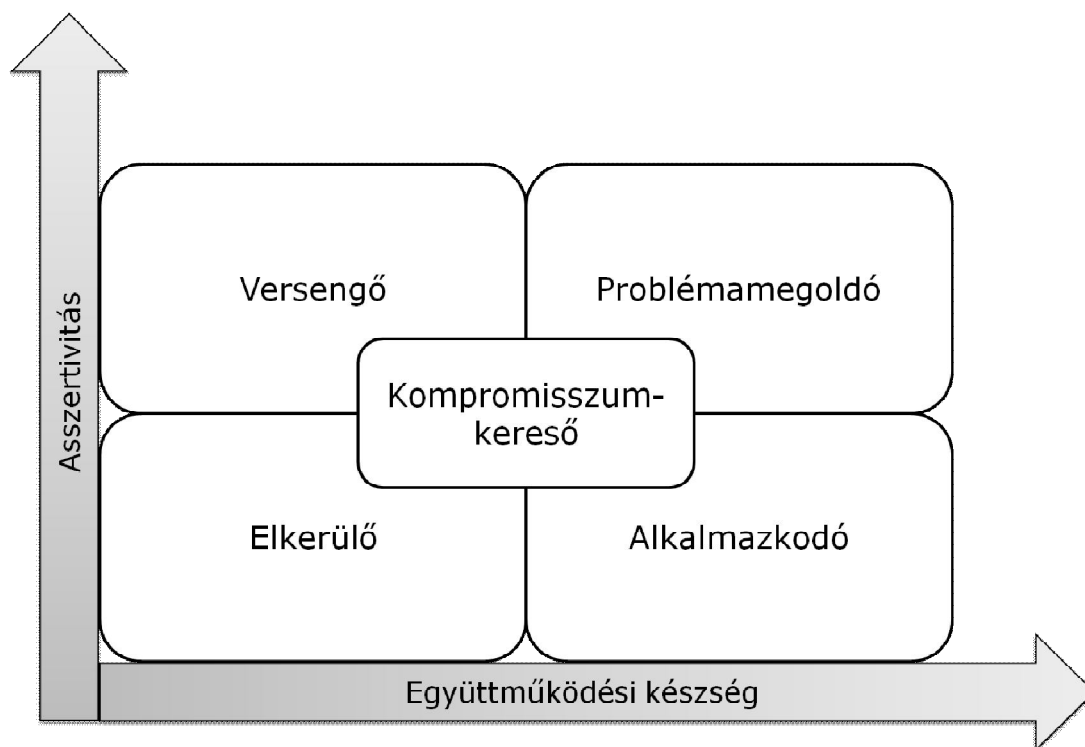 Asszertivitás
Versengő
Problémamegoldó
Kompromisszum-
kereső
Elkerülő
Alkalmazkodó
Együttműködési készség